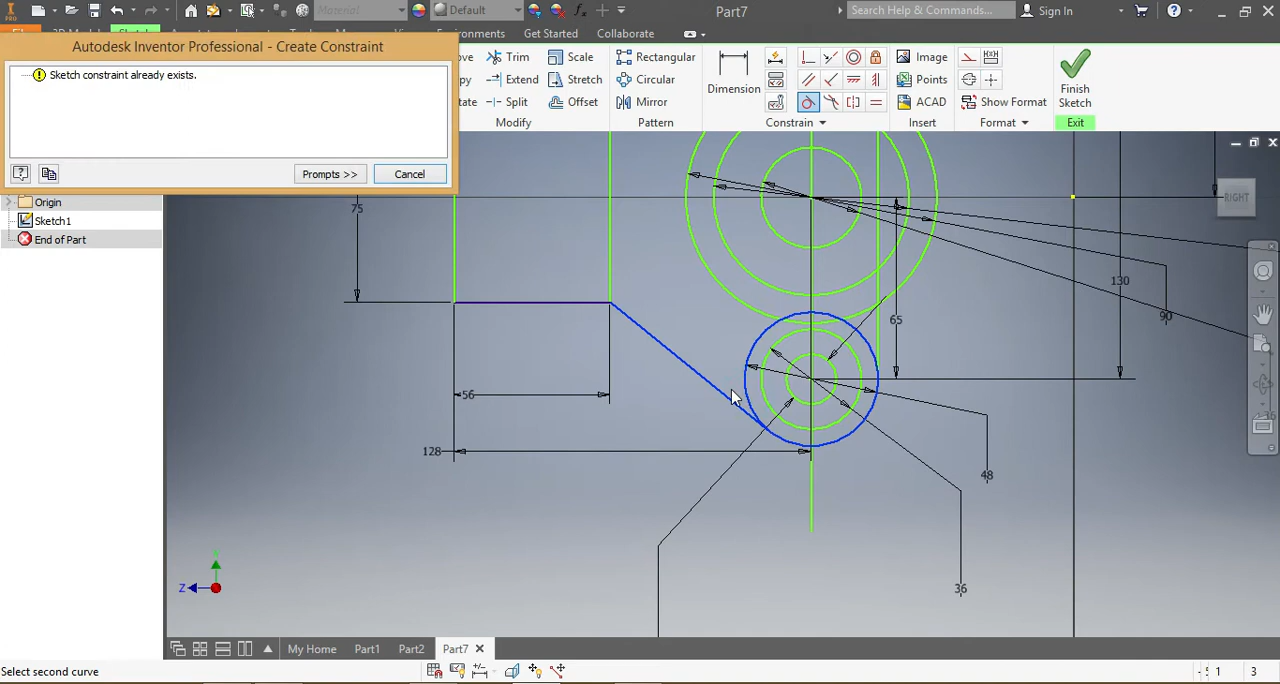 Material
Default
Part7
Search Help & Commands...
Sign In
Sketch
Get Started
Collaborate
Autodesk Inventor Professional - Create Constraint
Sketch constraint already exists.
Prompts >>
Cancel
Trim
Scale
Extend
Stretch
Split
Offset
Modify
Rectangular
Circular
Mirror
Pattern
Dimension
Constrain
Image
Points
ACAD
Insert
Show Format
Format
Finish
Sketch
Exit
Origin
Sketch1
End of Part
RIGHT
75
130
65
90
56
128
48
36
Z
My Home
Part1
Part2
Part7
Select second curve
1
3